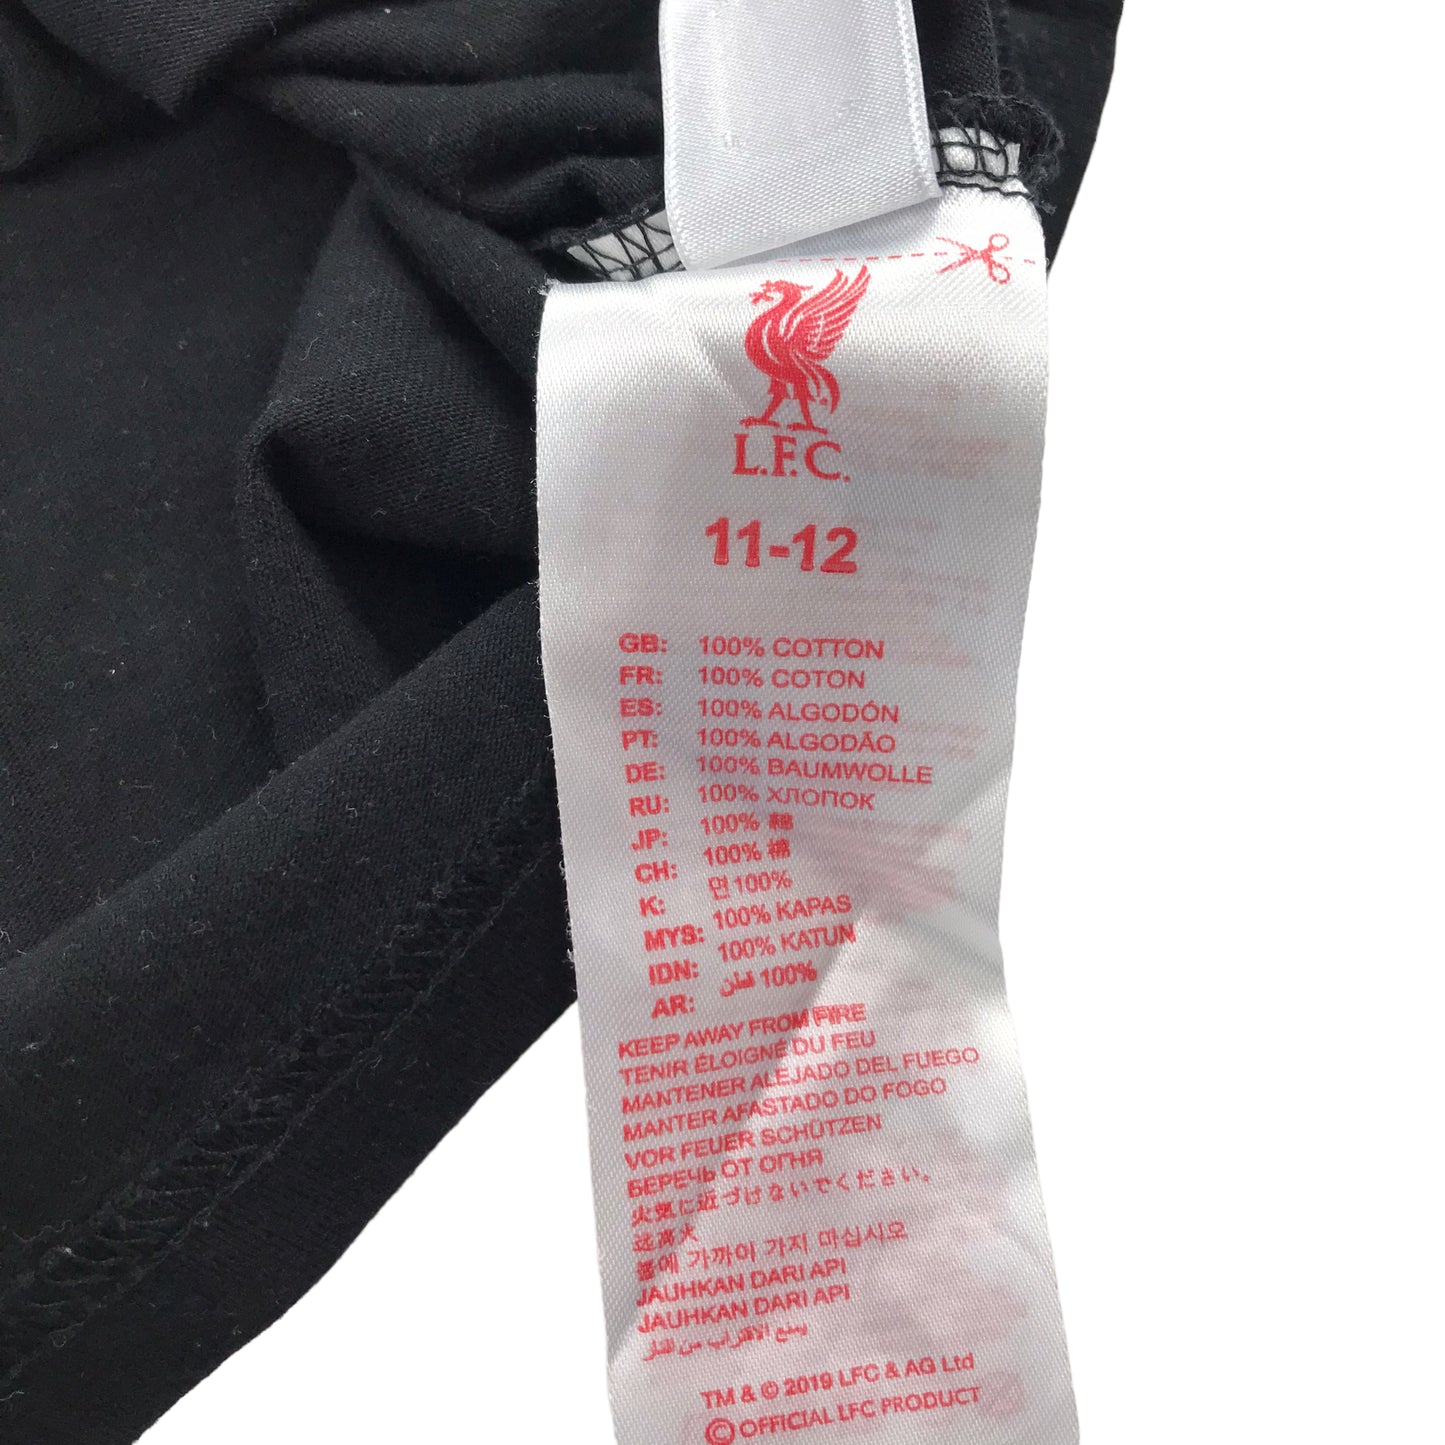 L.F.C.
11-12
GB: 100% COTTON
FR: 100% COTON
ES: 100% ALGODÓN
PT: 100% ALGODÃO
DE: 100% BAUMWOLLE
RU: 100% ХЛОПОК
JP: 100% 綿
CH: 100% 棉
K: 면 100%
MYS: 100% KAPAS
IDN: 100% KATUN
AR: 100% قطن
KEEP AWAY FROM FIRE
TENIR ÉLOIGNÉ DU FEU
MANTENER ALEJADO DEL FUEGO
MANTER AFASTADO DO FOGO
VOR FEUER SCHÜTZEN
БЕРЕЧЬ ОТ ОГНЯ
火気に近づけないでください。
远离火
불에 가까이 가지 마십시오
JAUHKAN DARI API
JAUHKAN DARI API
يمنع الاقتراب من النار
TM & © 2019 LFC & AG Ltd
© OFFICIAL LFC PRODUCT